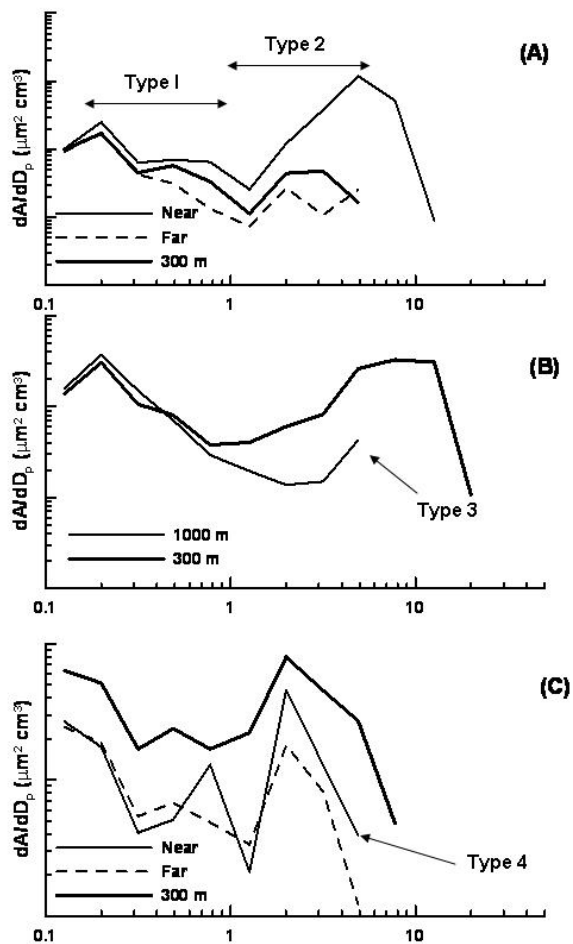 (A)
Type 2
Type I
dA/dDp (μm² cm³)
Near
Far
300 m
0.1 1 10
(B)
dA/dDp (μm² cm³)
Type 3
1000 m
300 m
0.1 1 10
(C)
dA/dDp (μm² cm³)
Near
Far
300 m
Type 4
0.1 1 10